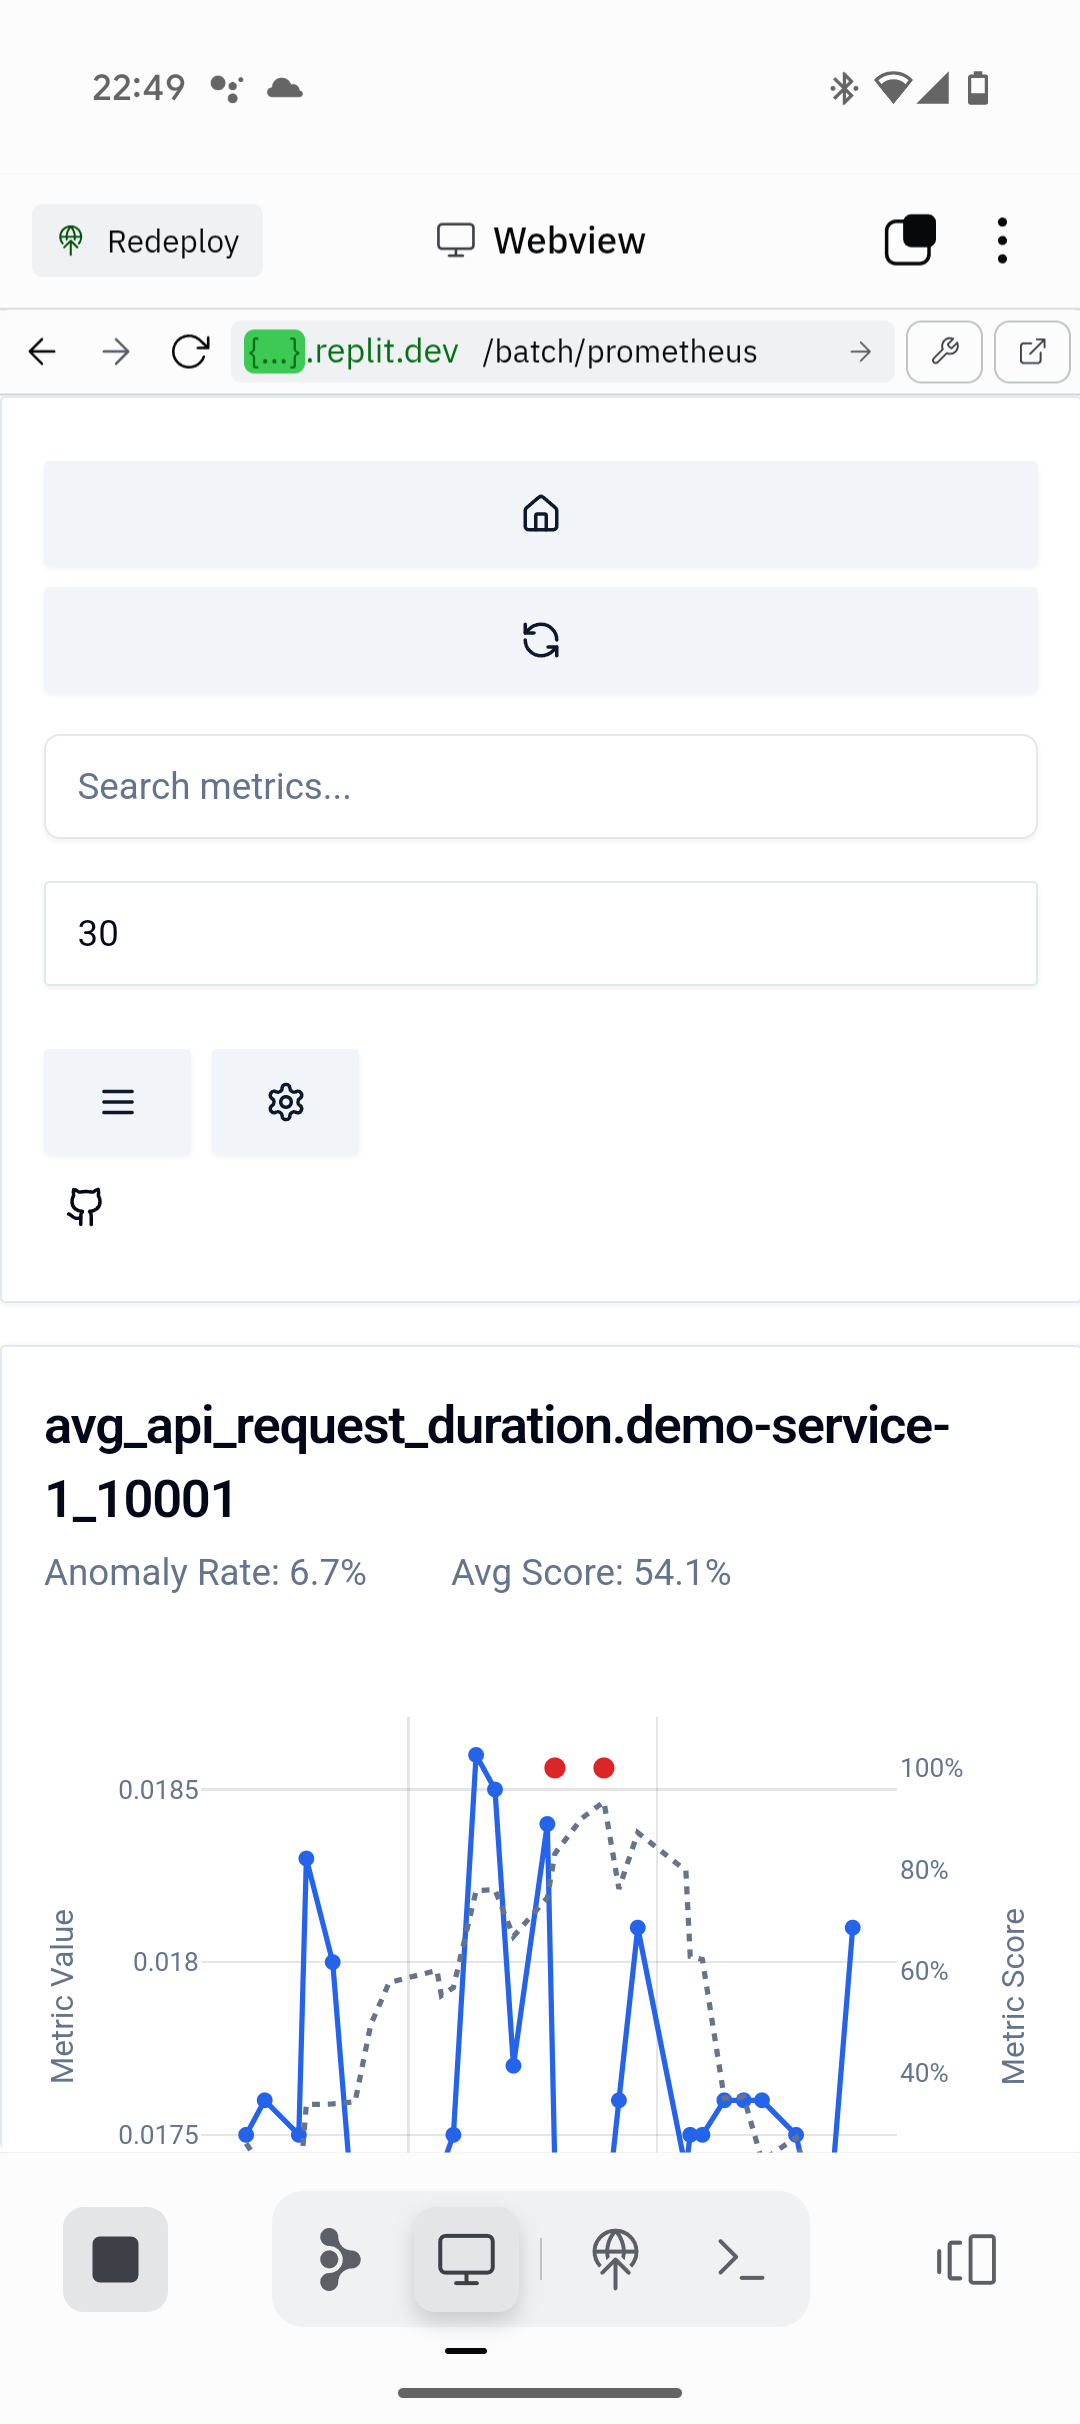 22:49
Redeploy
Webview
{...}.replit.dev /batch/prometheus
Search metrics...
30
avg_api_request_duration.demo-service-
1_10001
Anomaly Rate: 6.7% Avg Score: 54.1%
100%
0.0185
80%
0.018
60%
40%
0.0175
Metric Value
Metric Score